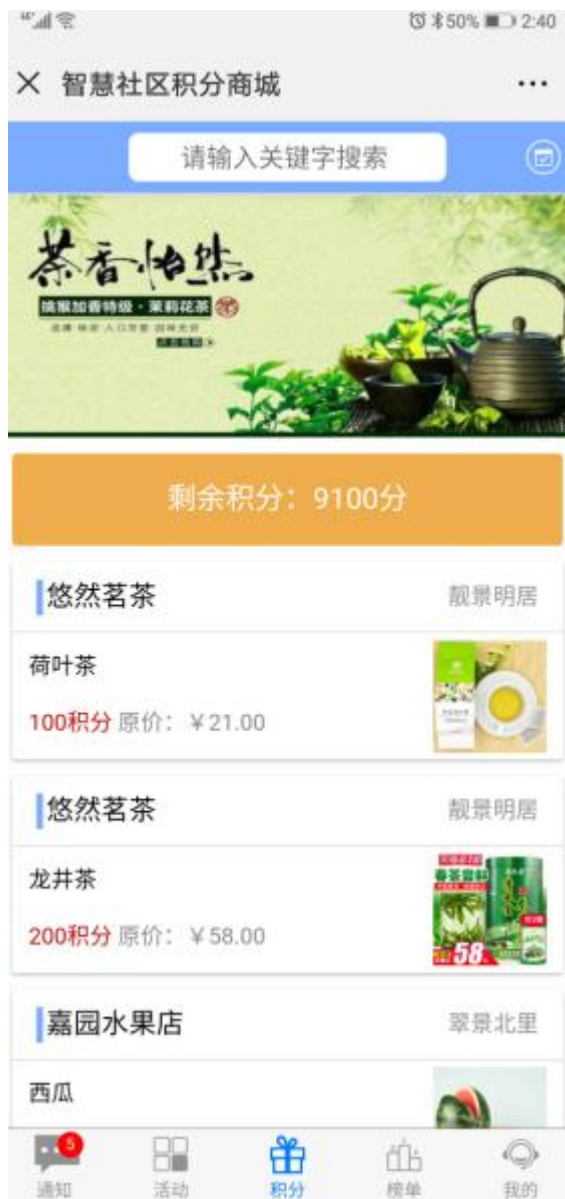 50% 2:40
智慧社区积分商城
请输入关键字搜索
茶香怡然
剩余积分：9100分
悠然茗茶 靓景明居
荷叶茶
100积分 原价：￥21.00
悠然茗茶 靓景明居
龙井茶
200积分 原价：￥58.00
58
嘉园水果店 翠景北里
西瓜
5
通知 活动 积分 榜单 我的